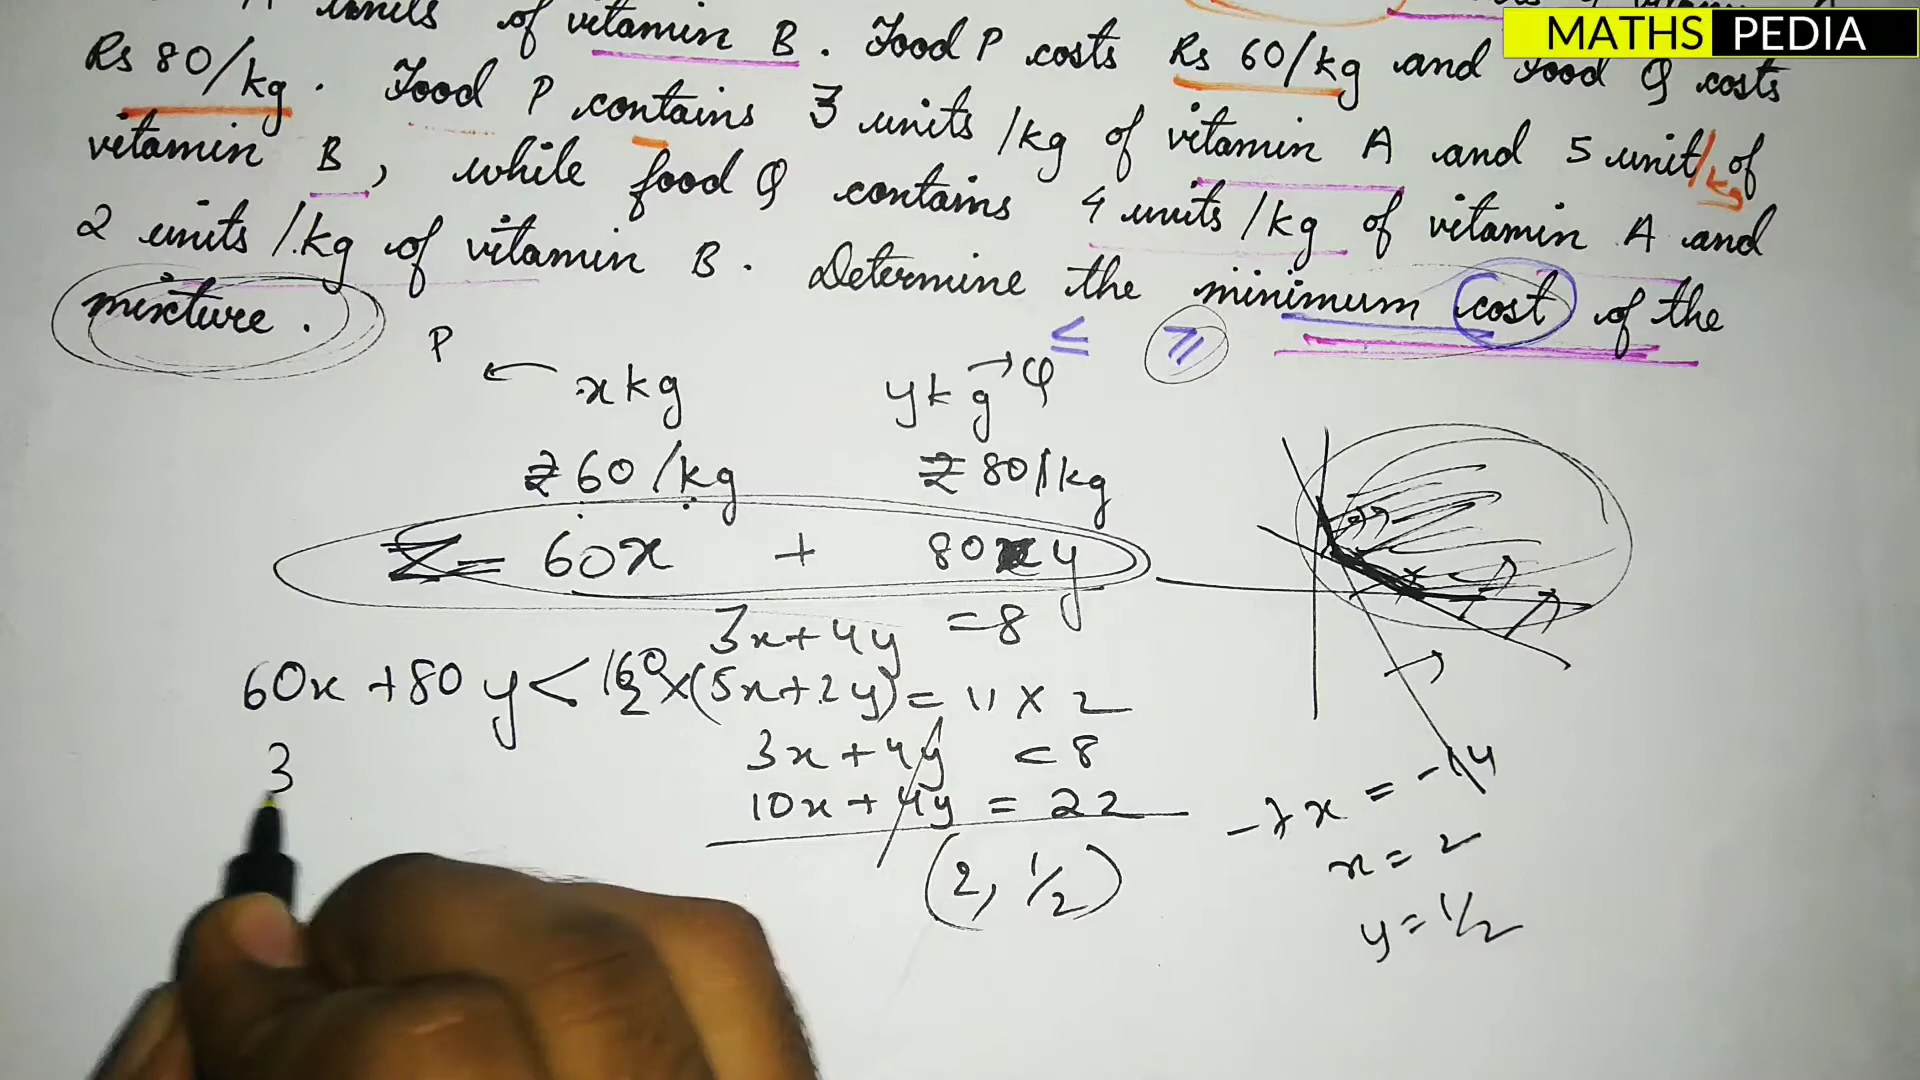 MATHS PEDIA
units of vitamin B. Food P costs Rs 60/kg and Food Q costs
Rs 80/kg. Food P contains 3 units/kg of vitamin A and 5 unit/kg of
vitamin B, while food Q contains 4 units/kg of vitamin A and
2 units/kg of vitamin B. Determine the minimum cost of the
mixture.
≤ ≥
P ← x kg y kg → Q
₹ 60/kg ₹ 80/kg
Z = 60x + 80y
3x+4y = 8
60x + 80y < 160
2×(5x+2y) = 11×2
3x+4y = 8
10x+4y = 22
-7x = -14
x = 2
y = 1/2
(2, 1/2)
3